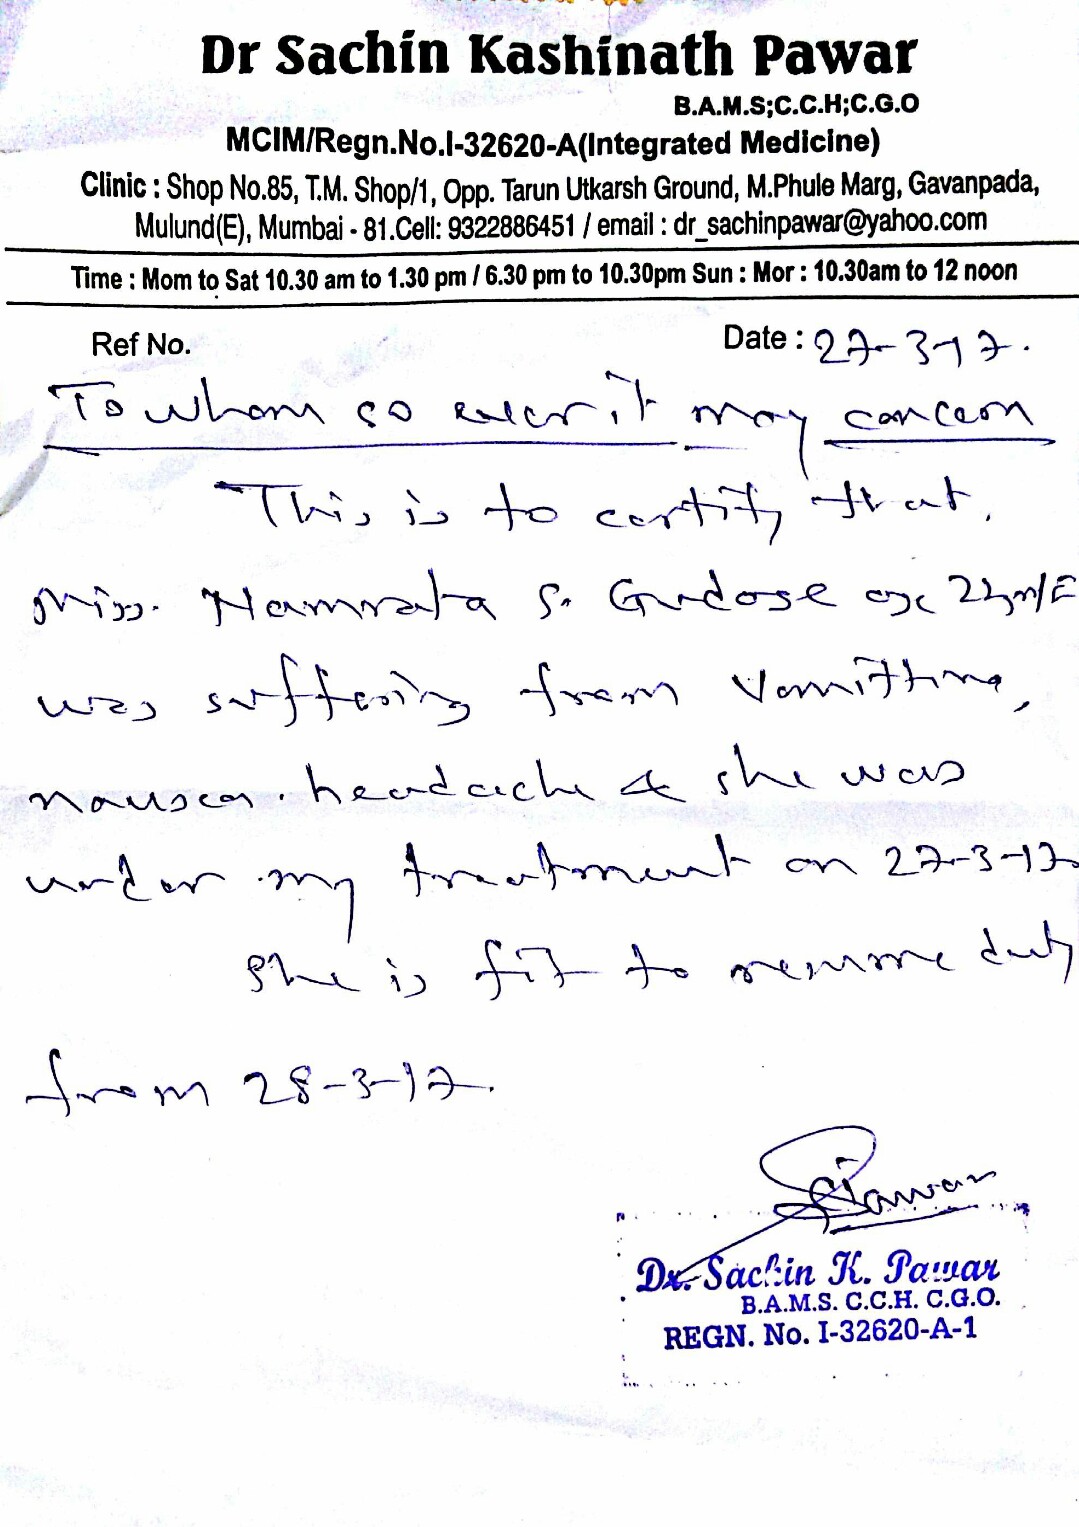 Dr Sachin Kashinath Pawar
B.A.M.S;C.C.H;C.G.O
MCIM/Regn.No.I-32620-A(Integrated Medicine)
Clinic : Shop No.85, T.M. Shop/1, Opp. Tarun Utkarsh Ground, M.Phule Marg, Gavanpada,
Mulund(E), Mumbai - 81.Cell: 9322886451 / email : dr_sachinpawar@yahoo.com
Time : Mom to Sat 10.30 am to 1.30 pm / 6.30 pm to 10.30pm Sun : Mor : 10.30am to 12 noon
Ref No. Date : 27-3-17.
To whom so ever it may concern
This is to certify that,
Miss. Namrata S. Gudose age
was suffering from Vomitting,
nausea. headache & she was
under my treatment on 27-3-17
She is fit to resume duty
from 28-3-17.
Dr. Sachin K. Pawar
B.A.M.S. C.C.H. C.G.O.
REGN. No. I-32620-A-1